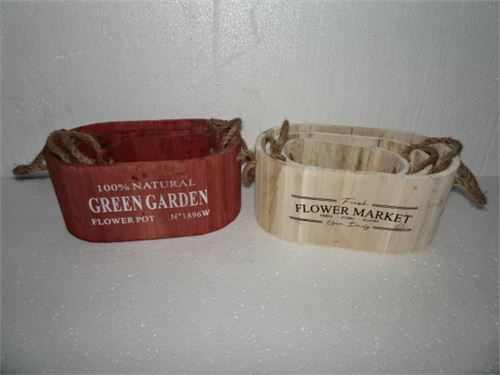 100% NATURAL
GREEN GARDEN
FLOWER POT N°1896W
Fresh
FLOWER MARKET
Open Daily